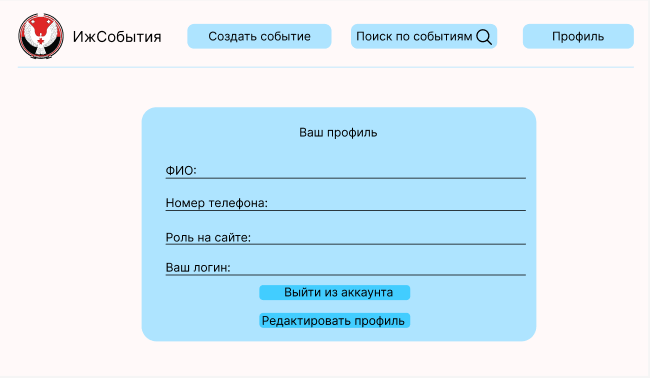 ИжСобытия
Создать событие
Поиск по событиям
Профиль
Ваш профиль
ФИО:
Номер телефона:
Роль на сайте:
Ваш логин:
Выйти из аккаунта
Редактировать профиль